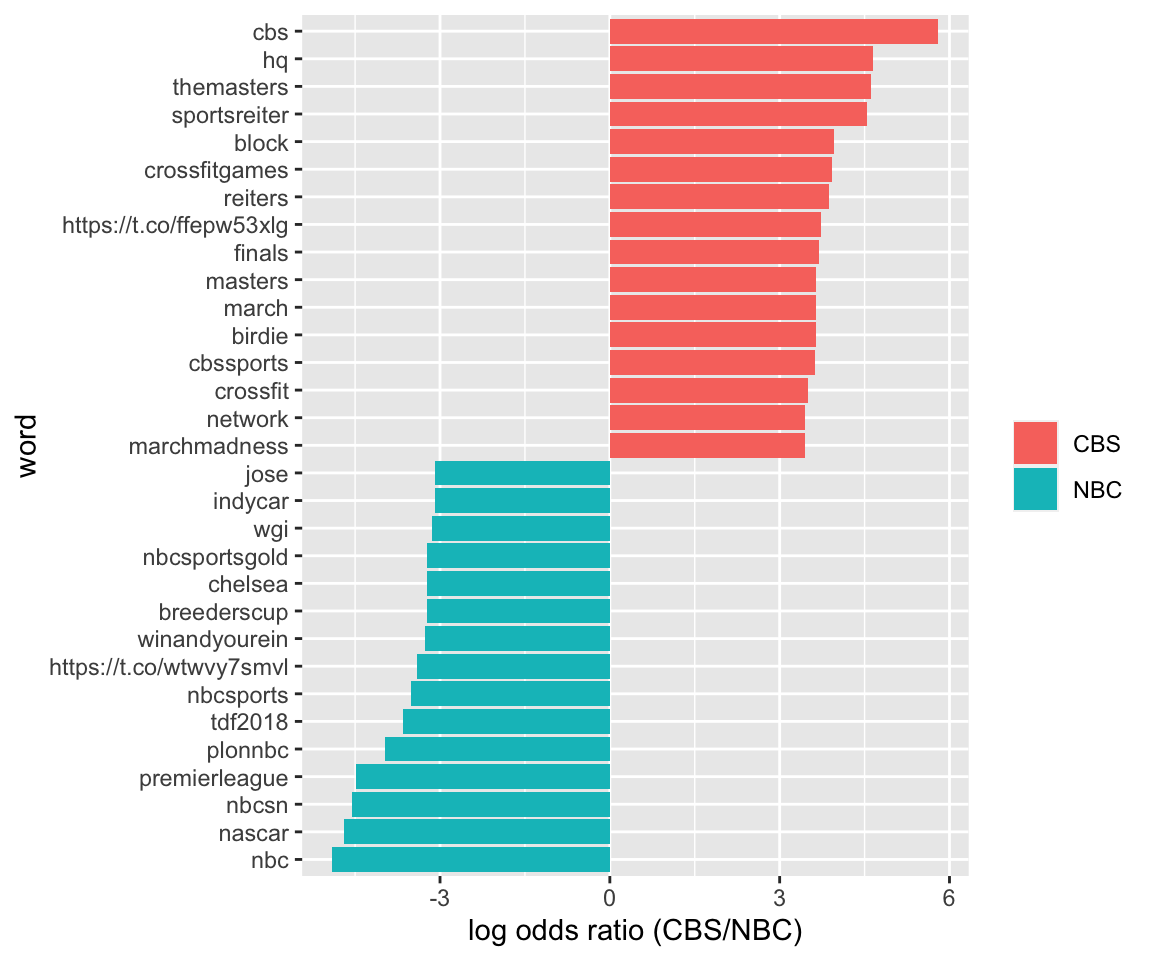 cbs
hq
themasters
sportsreiter
block
crossfitgames
reiters
https://t.co/ffepw53xlg
finals
masters
march
birdie
cbssports
crossfit
network
marchmadness
jose
indycar
wgi
nbcsportsgold
chelsea
breederscup
winandyourein
https://t.co/wtwvy7smvl
nbcsports
tdf2018
plonnbc
premierleague
nbcsn
nascar
nbc
word
-3 0 3 6
log odds ratio (CBS/NBC)
CBS
NBC